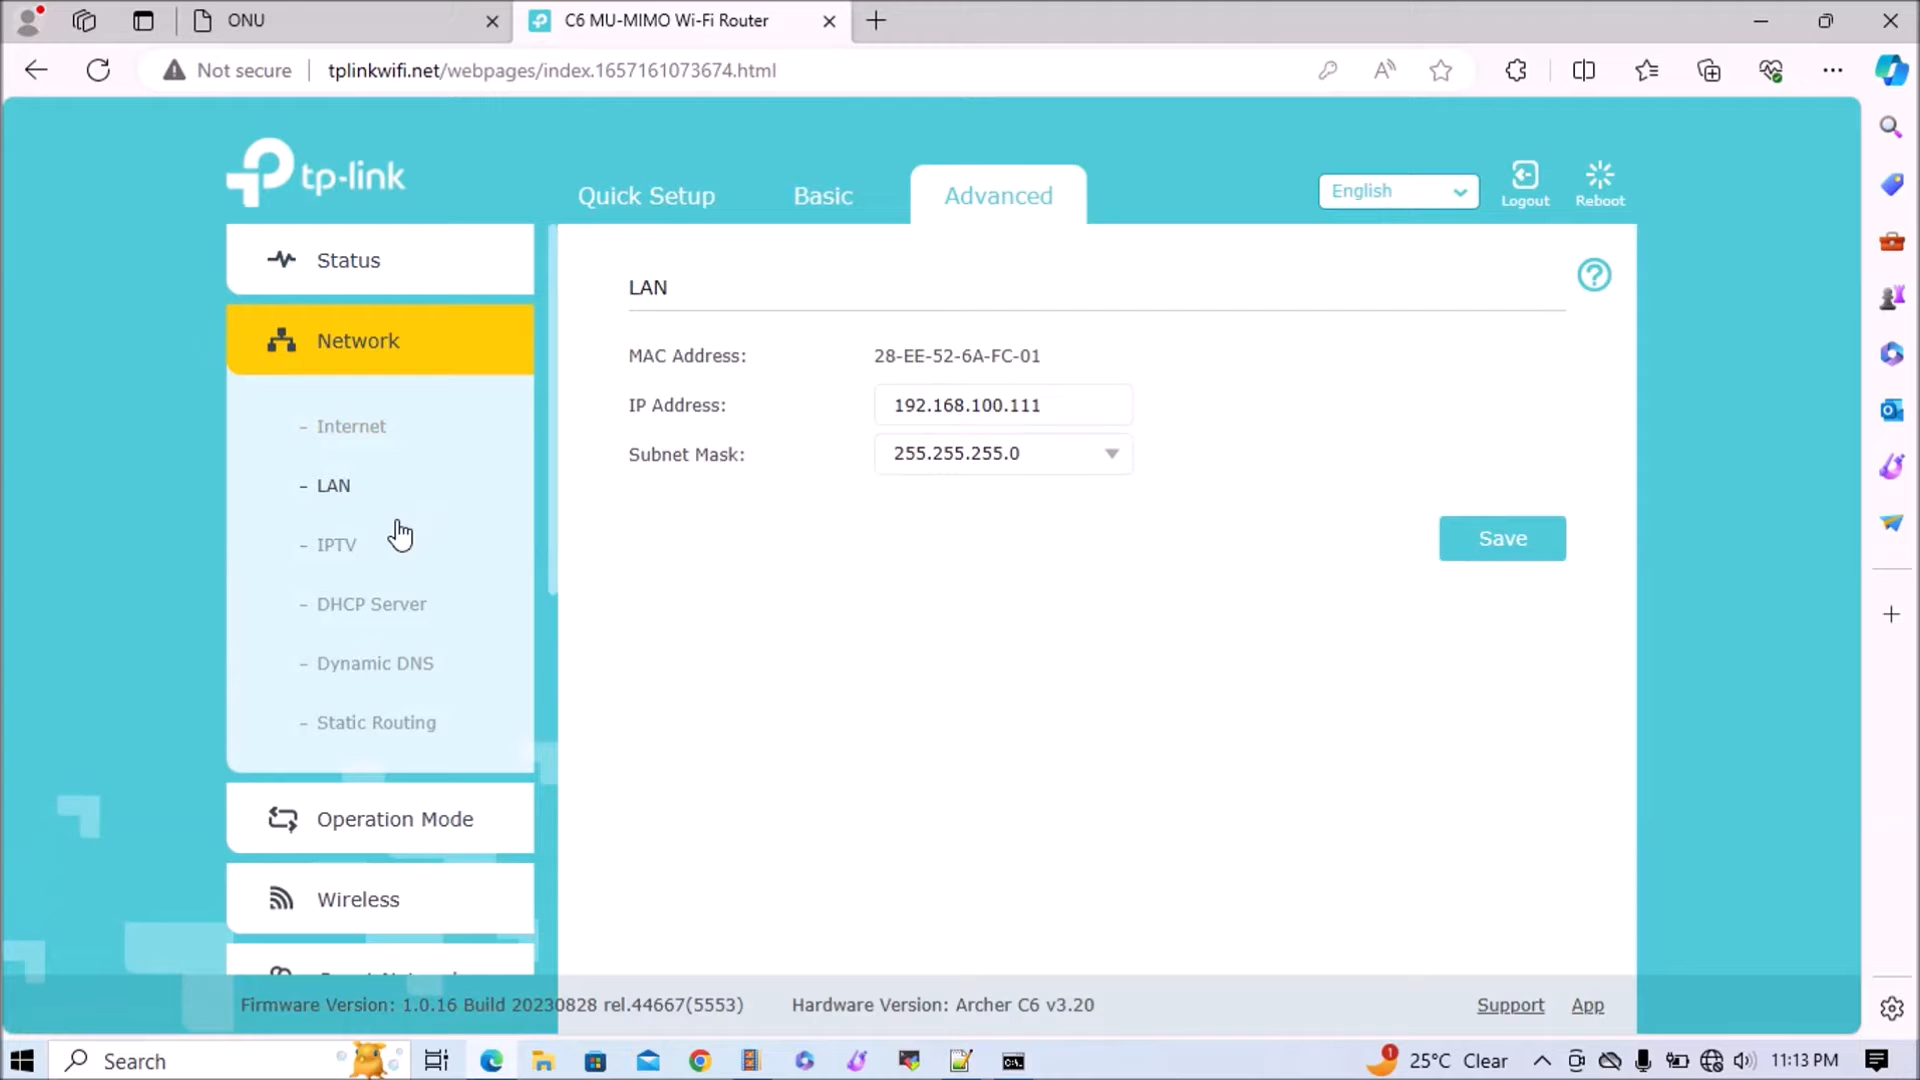 ONU
C6 MU-MIMO Wi-Fi Router
Not secure
tplinkwifi.net/webpages/index.1657161073674.html
tp-link
Quick Setup
Basic
Advanced
English
Logout
Reboot
Status
Network
- Internet
- LAN
- IPTV
- DHCP Server
- Dynamic DNS
- Static Routing
Operation Mode
Wireless
LAN
MAC Address: 28-EE-52-6A-FC-01
IP Address: 192.168.100.111
Subnet Mask: 255.255.255.0
Save
Firmware Version: 1.0.16 Build 20230828 rel.44667(5553)
Hardware Version: Archer C6 v3.20
Support
App
Search
1
25°C Clear
11:13 PM